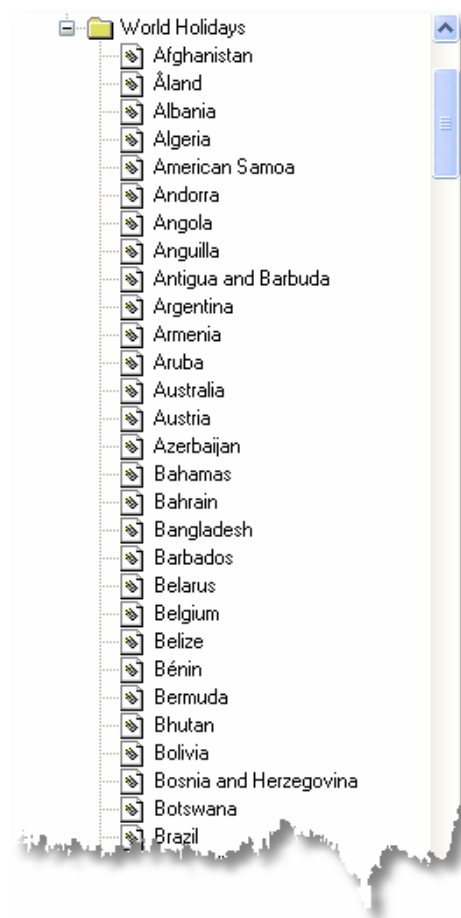 World Holidays
Afghanistan
Åland
Albania
Algeria
American Samoa
Andorra
Angola
Anguilla
Antigua and Barbuda
Argentina
Armenia
Aruba
Australia
Austria
Azerbaijan
Bahamas
Bahrain
Bangladesh
Barbados
Belarus
Belgium
Belize
Bénin
Bermuda
Bhutan
Bolivia
Bosnia and Herzegovina
Botswana
Brazil